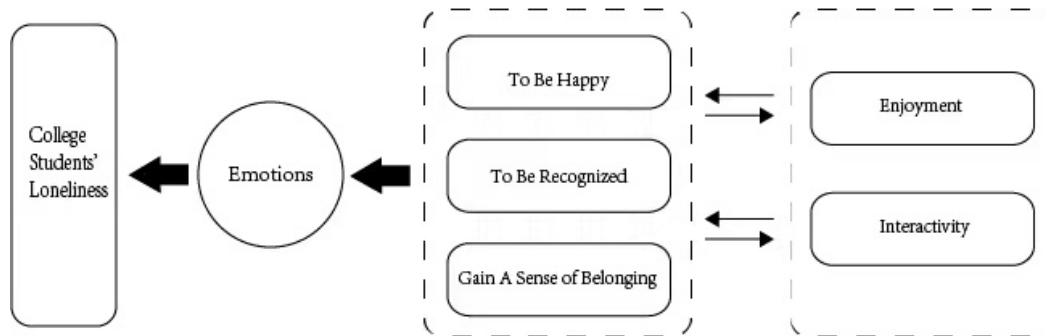 College
Students'
Loneliness
Emotions
To Be Happy
To Be Recognized
Gain A Sense of Belonging
Enjoyment
Interactivity